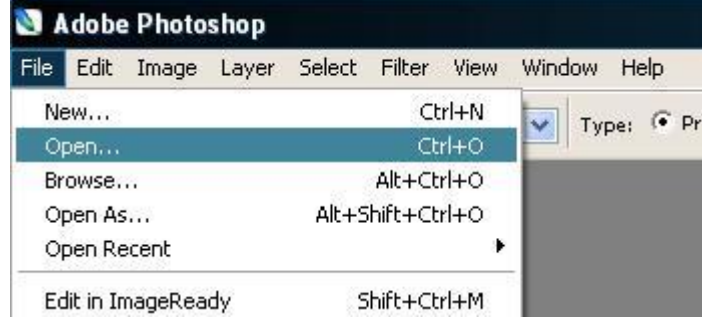 Adobe Photoshop
File Edit Image Layer Select Filter View Window Help
New... Ctrl+N
Type: Pr
Open... Ctrl+O
Browse... Alt+Ctrl+O
Open As... Alt+Shift+Ctrl+O
Open Recent
Edit in ImageReady Shift+Ctrl+M